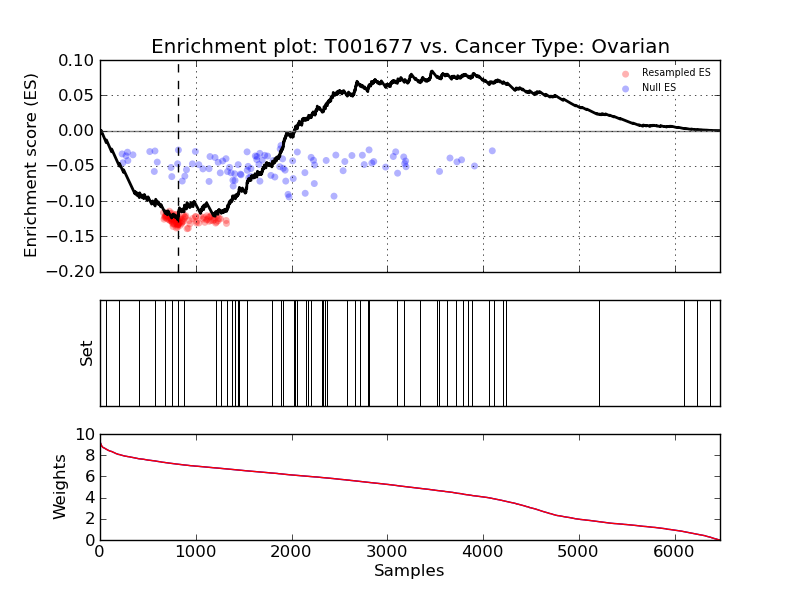 Enrichment plot: T001677 vs. Cancer Type: Ovarian
Enrichment score (ES)
0.10
0.05
0.00
−0.05
−0.10
−0.15
−0.20
Resampled ES
Null ES
Set
Weights
10
8
6
4
2
0
0 1000 2000 3000 4000 5000 6000
Samples